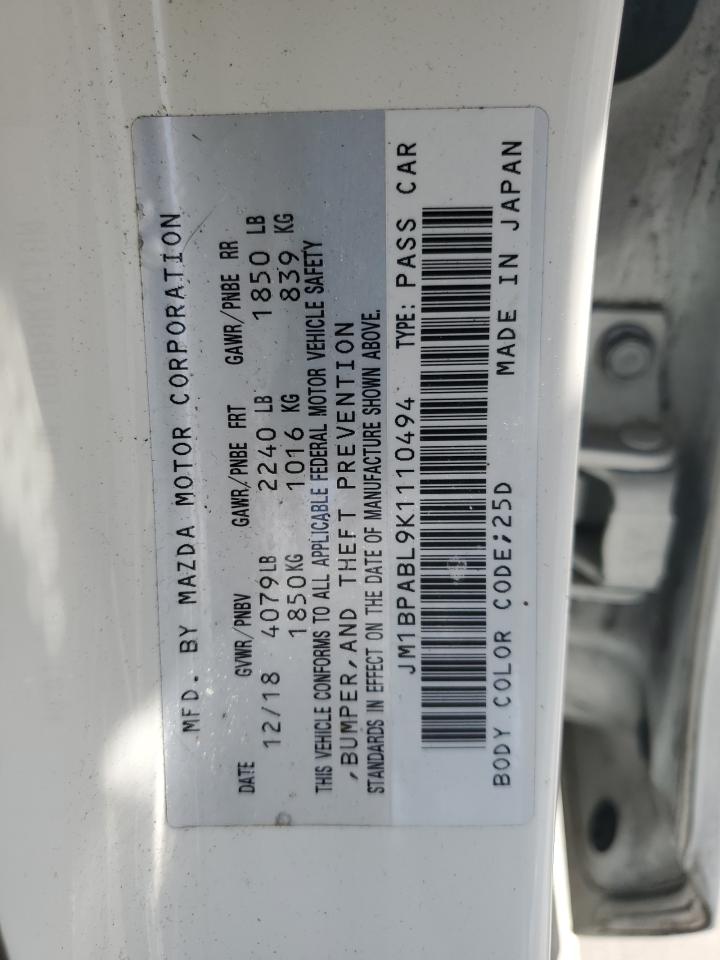 MFD. BY MAZDA MOTOR CORPORATION
DATE GVWR/PNBV GAWR/PNBE FRT GAWR/PNBE RR
12/18 4079LB 2240 LB 1850 LB
1850KG 1016 KG 839 KG
THIS VEHICLE CONFORMS TO ALL APPLICABLE FEDERAL MOTOR VEHICLE SAFETY
,BUMPER,AND THEFT PREVENTION
STANDARDS IN EFFECT ON THE DATE OF MANUFACTURE SHOWN ABOVE.
JM1BPABL9K1110494 TYPE: PASS CAR
BODY COLOR CODE;25D MADE IN JAPAN